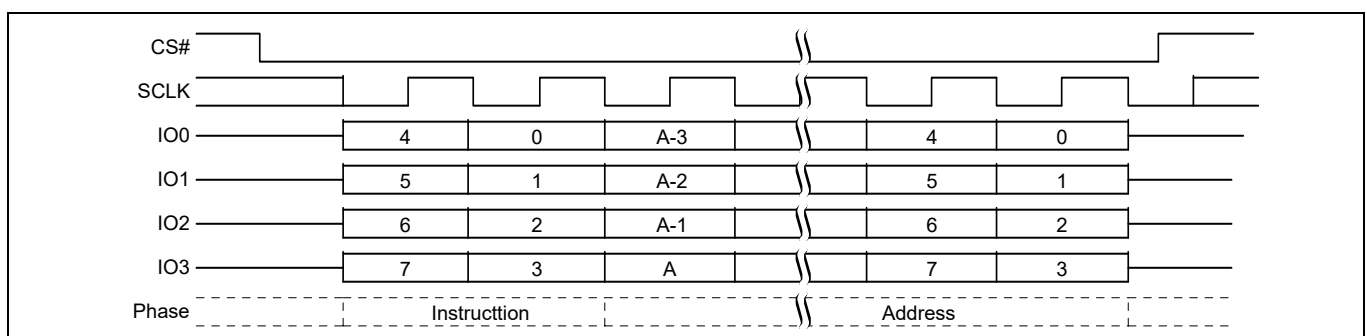 CS#
SCLK
IO0 4 0 A-3 4 0
IO1 5 1 A-2 5 1
IO2 6 2 A-1 6 2
IO3 7 3 A 7 3
Phase Instructtion Address